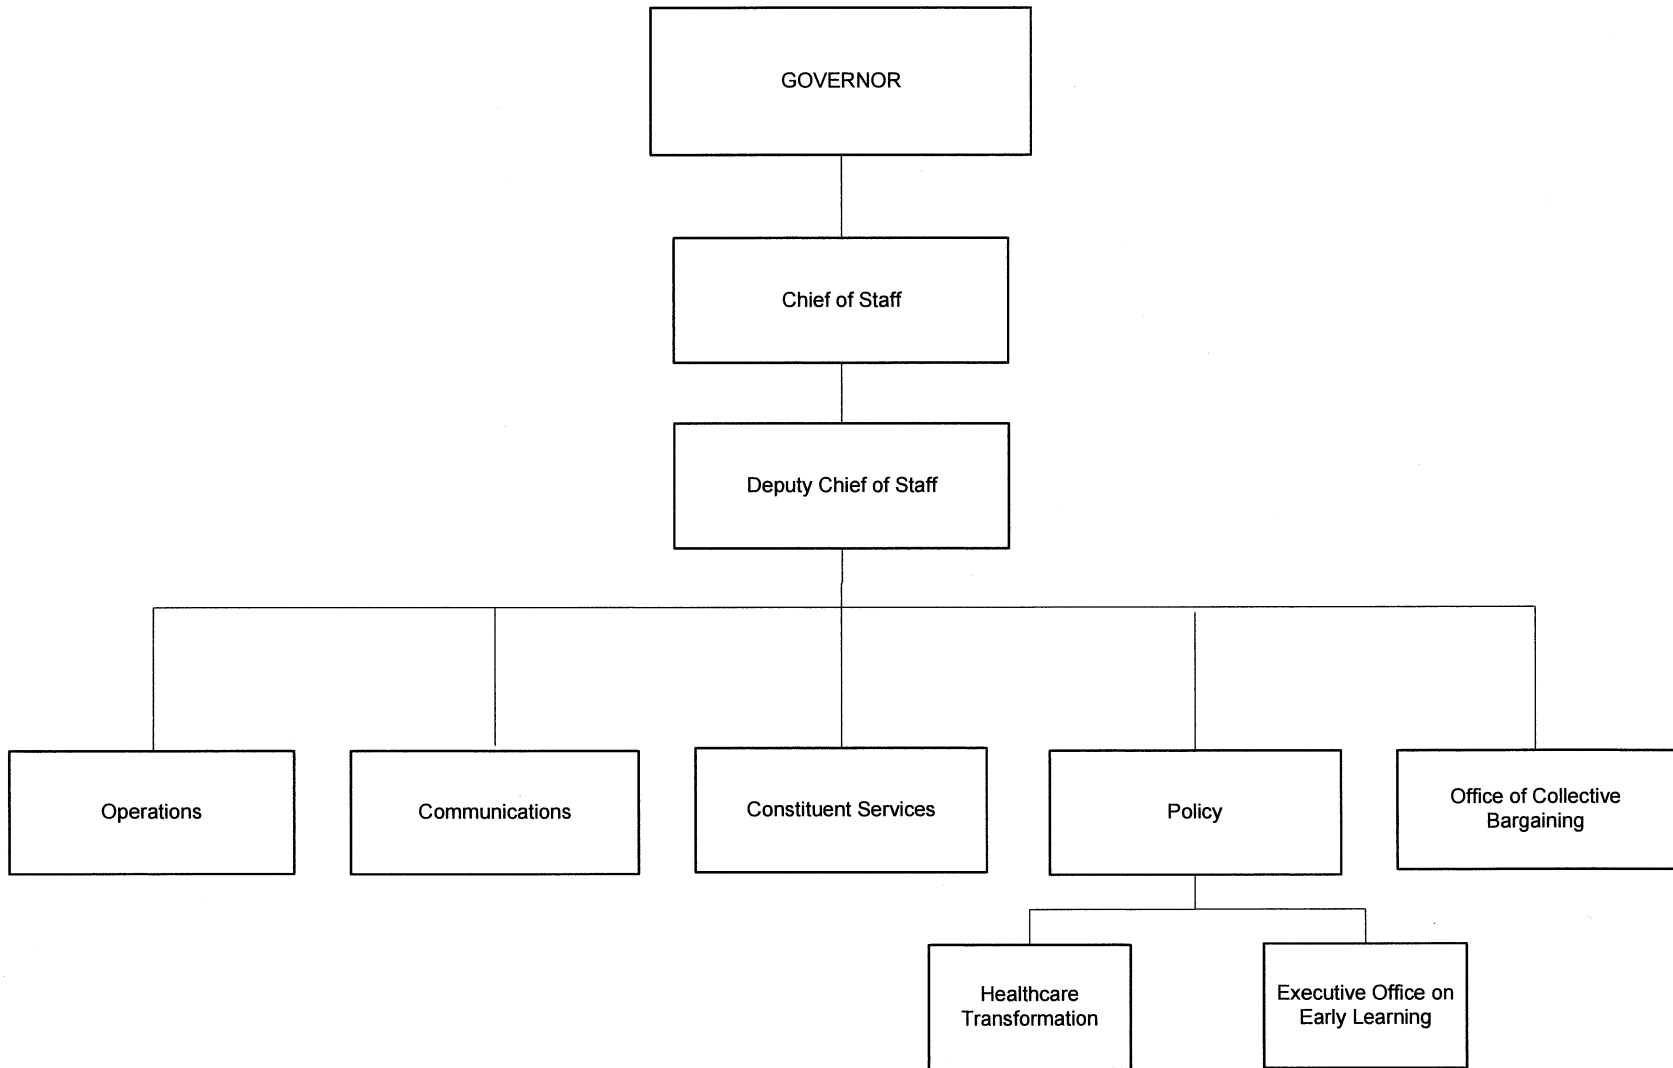 GOVERNOR
Chief of Staff
Deputy Chief of Staff
Operations
Communications
Constituent Services
Policy
Office of Collective
Bargaining
Healthcare
Transformation
Executive Office on
Early Learning